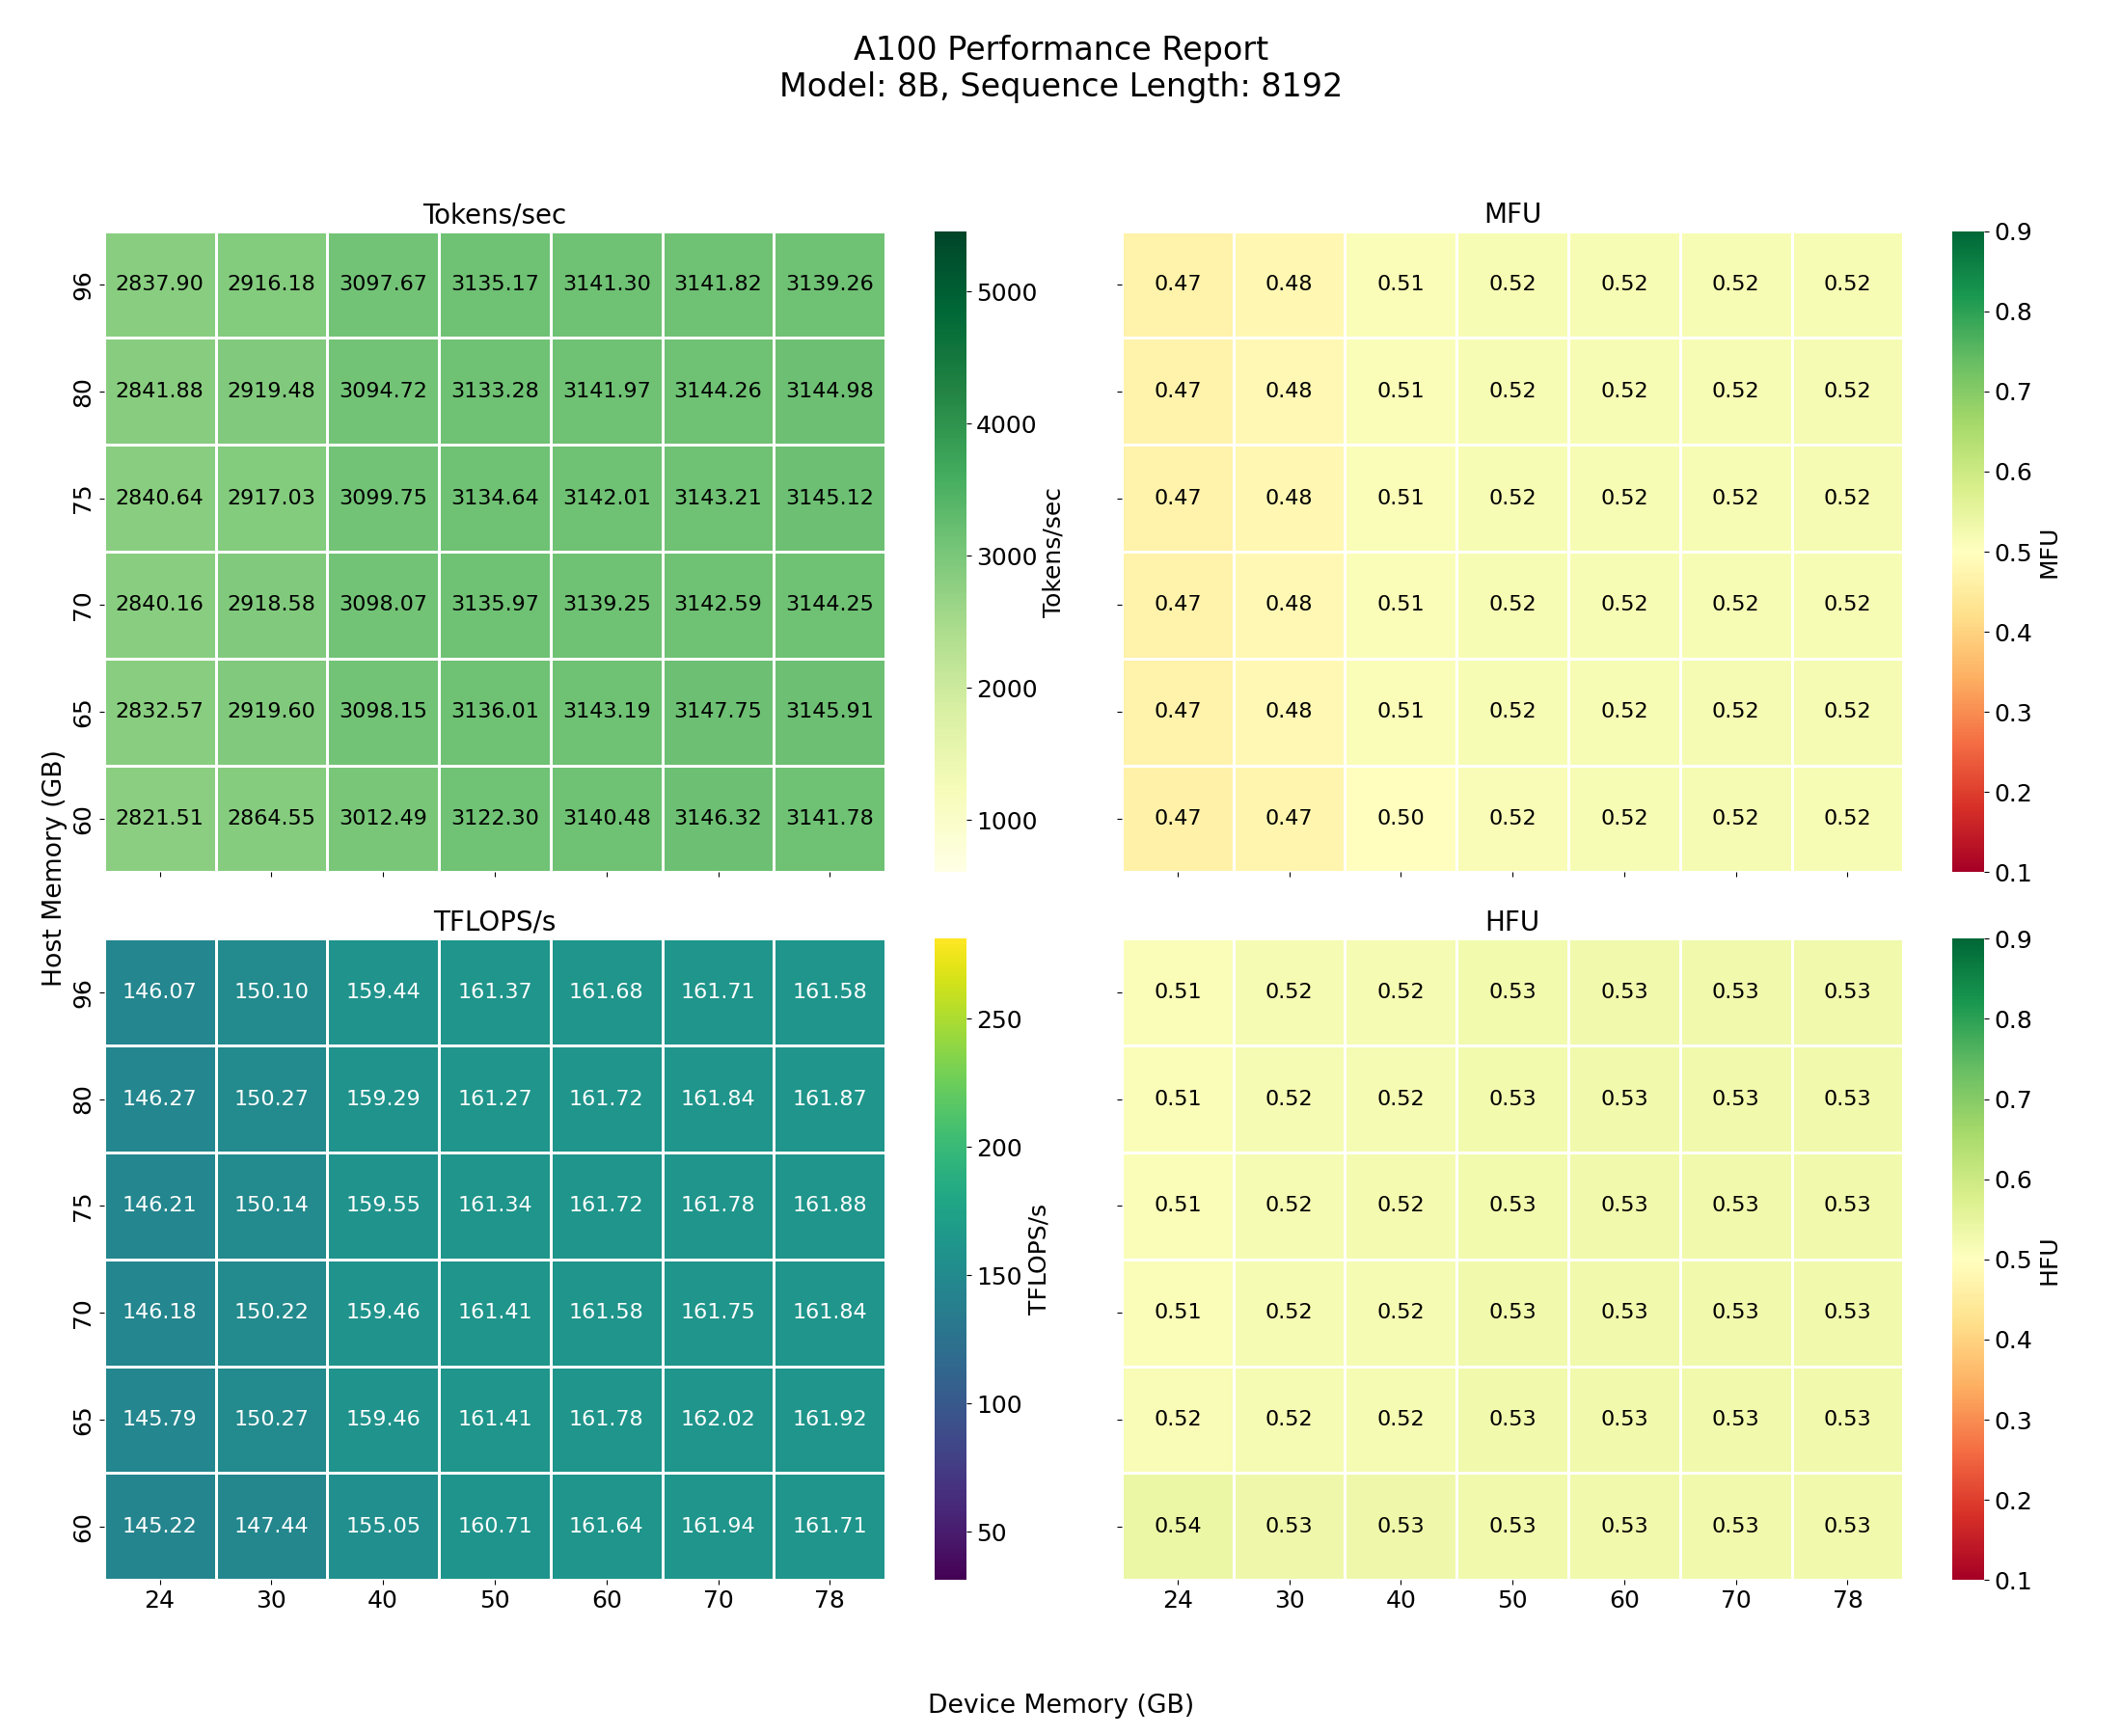 A100 Performance Report
Model: 8B, Sequence Length: 8192
Tokens/sec
96 2837.90 2916.18 3097.67 3135.17 3141.30 3141.82 3139.26
80 2841.88 2919.48 3094.72 3133.28 3141.97 3144.26 3144.98
75 2840.64 2917.03 3099.75 3134.64 3142.01 3143.21 3145.12
70 2840.16 2918.58 3098.07 3135.97 3139.25 3142.59 3144.25
65 2832.57 2919.60 3098.15 3136.01 3143.19 3147.75 3145.91
60 2821.51 2864.55 3012.49 3122.30 3140.48 3146.32 3141.78
5000
4000
3000
2000
1000
Tokens/sec
MFU
0.47 0.48 0.51 0.52 0.52 0.52 0.52
0.47 0.48 0.51 0.52 0.52 0.52 0.52
0.47 0.48 0.51 0.52 0.52 0.52 0.52
0.47 0.48 0.51 0.52 0.52 0.52 0.52
0.47 0.48 0.51 0.52 0.52 0.52 0.52
0.47 0.47 0.50 0.52 0.52 0.52 0.52
0.9
0.8
0.7
0.6
0.5
0.4
0.3
0.2
0.1
MFU
Host Memory (GB)
TFLOPS/s
96 146.07 150.10 159.44 161.37 161.68 161.71 161.58
80 146.27 150.27 159.29 161.27 161.72 161.84 161.87
75 146.21 150.14 159.55 161.34 161.72 161.78 161.88
70 146.18 150.22 159.46 161.41 161.58 161.75 161.84
65 145.79 150.27 159.46 161.41 161.78 162.02 161.92
60 145.22 147.44 155.05 160.71 161.64 161.94 161.71
24 30 40 50 60 70 78
250
200
150
100
50
TFLOPS/s
HFU
0.51 0.52 0.52 0.53 0.53 0.53 0.53
0.51 0.52 0.52 0.53 0.53 0.53 0.53
0.51 0.52 0.52 0.53 0.53 0.53 0.53
0.51 0.52 0.52 0.53 0.53 0.53 0.53
0.52 0.52 0.52 0.53 0.53 0.53 0.53
0.54 0.53 0.53 0.53 0.53 0.53 0.53
24 30 40 50 60 70 78
0.9
0.8
0.7
0.6
0.5
0.4
0.3
0.2
0.1
HFU
Device Memory (GB)